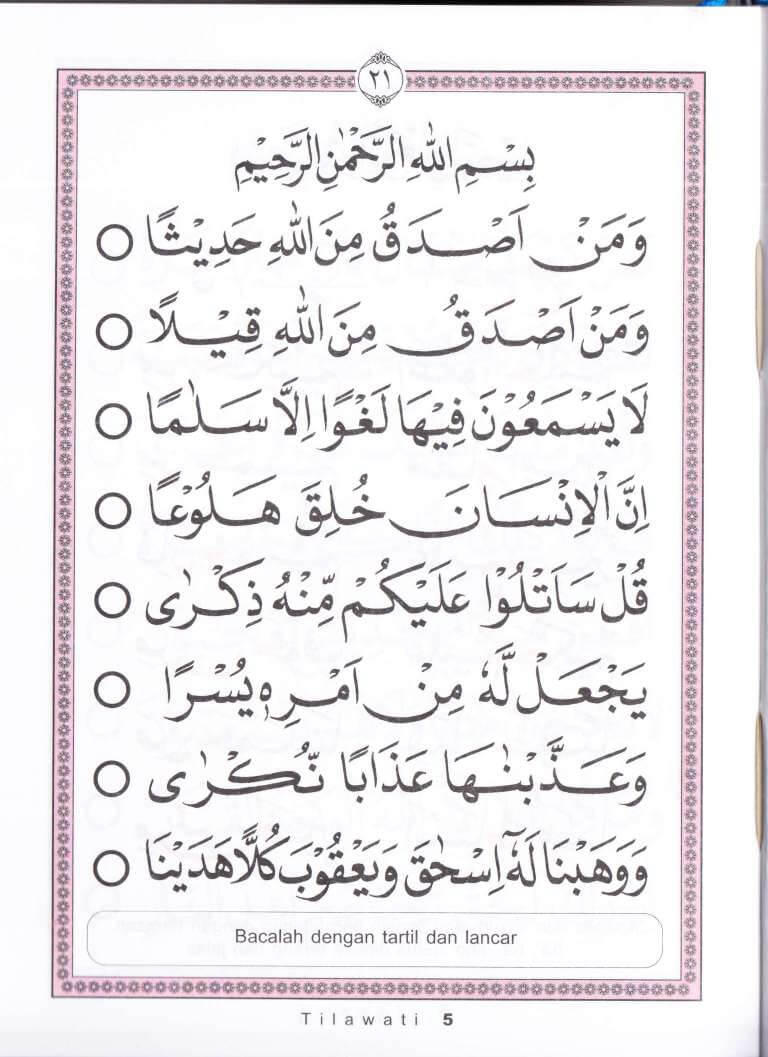 ٢١
بِسْمِ اللّٰهِ الرَّحْمٰنِ الرَّحِيْمِ
وَمَنْ اَصْدَقُ مِنَ اللّٰهِ حَدِيْثًا ○
وَمَنْ اَصْدَقُ مِنَ اللّٰهِ قِيْلًا ○
لَا يَسْمَعُوْنَ فِيْهَا لَغْوًا اِلَّا سَلٰمًا ○
اِنَّ الْاِنْسَانَ خُلِقَ هَلُوْعًا ○
قُلْ سَاَتْلُوْا عَلَيْكُمْ مِّنْهُ ذِكْرٰى ○
يَجْعَلْ لَّهٗ مِنْ اَمْرِهٖ يُسْرًا ○
وَعَذَّبْنٰهَا عَذَابًا نُّكْرٰى ○
وَوَهَبْنَا لَهٗٓ اِسْحٰقَ وَيَعْقُوْبَ كُلًّا هَدَيْنَا ○
Bacalah dengan tartil dan lancar
Tilawati 5